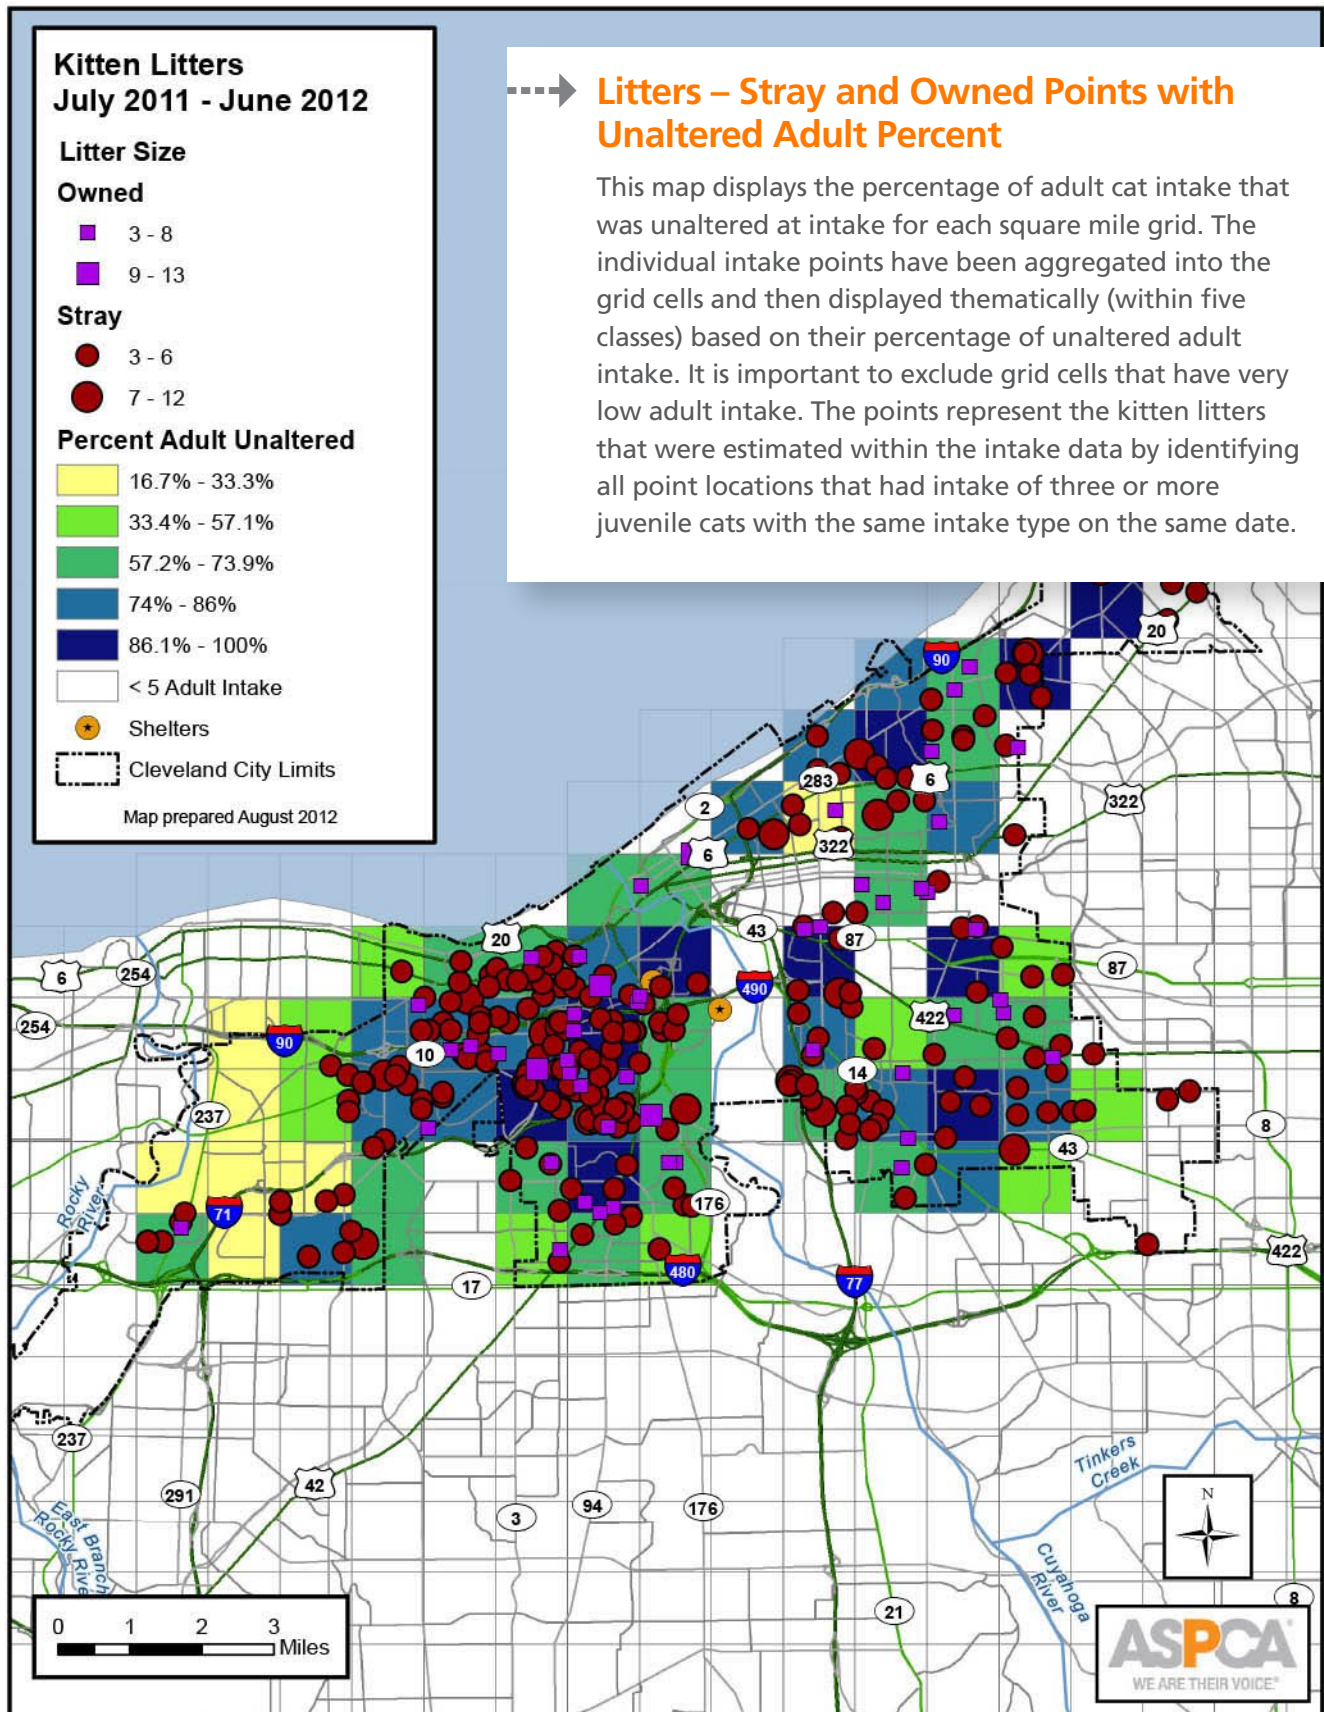 Kitten Litters
July 2011 - June 2012
Litter Size
Owned
3 - 8
9 - 13
Stray
3 - 6
7 - 12
Percent Adult Unaltered
16.7% - 33.3%
33.4% - 57.1%
57.2% - 73.9%
74% - 86%
86.1% - 100%
< 5 Adult Intake
Shelters
Cleveland City Limits
Map prepared August 2012
Litters – Stray and Owned Points with
Unaltered Adult Percent
This map displays the percentage of adult cat intake that
was unaltered at intake for each square mile grid. The
individual intake points have been aggregated into the
grid cells and then displayed thematically (within five
classes) based on their percentage of unaltered adult
intake. It is important to exclude grid cells that have very
low adult intake. The points represent the kitten litters
that were estimated within the intake data by identifying
all point locations that had intake of three or more
juvenile cats with the same intake type on the same date.
20
90
283
6
2
322
322
6
43
87
20
6
254
87
490
254
422
90
10
14
237
8
43
Rocky
River
176
71
422
480
17
77
237
Tinkers
Creek
42
291
94
176
3
N
East Branch
Rocky River
Cuyahoga
River
8
21
0 1 2 3
Miles
ASPCA®
WE ARE THEIR VOICE®